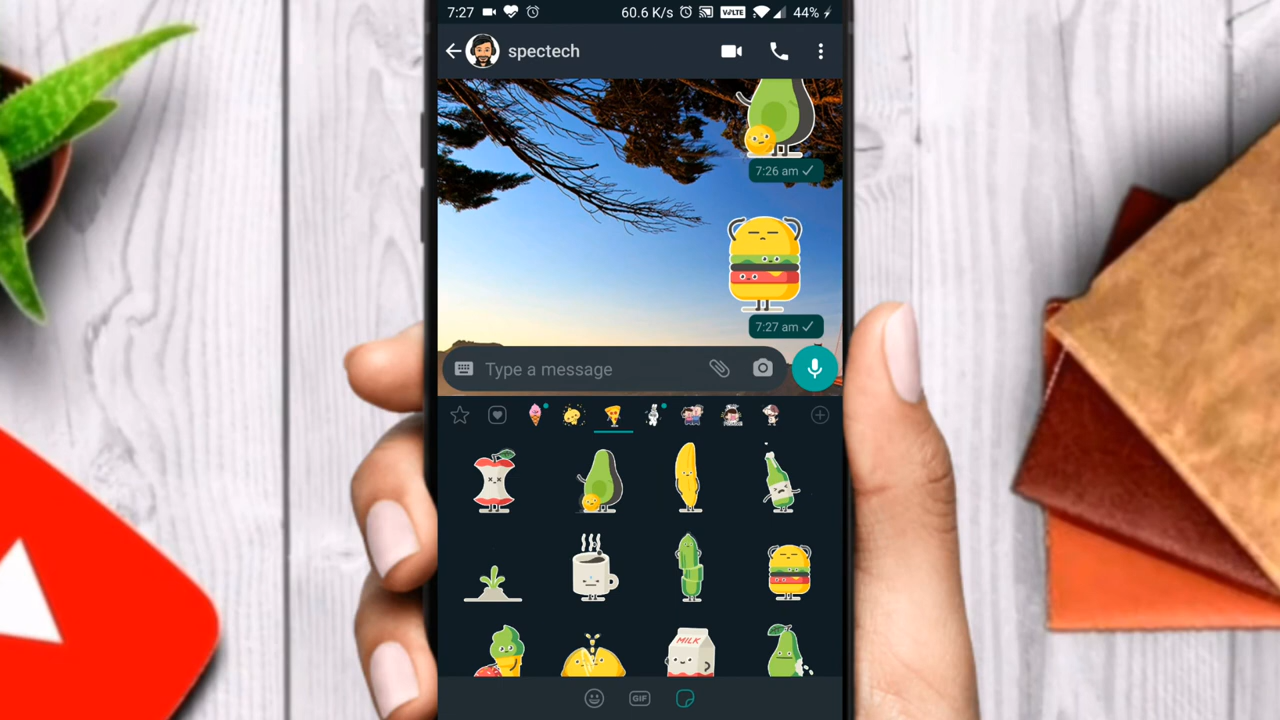 7:27
60.6 K/s
VoLTE
44%
spectech
7:26 am
7:27 am
Type a message
MILK
GIF